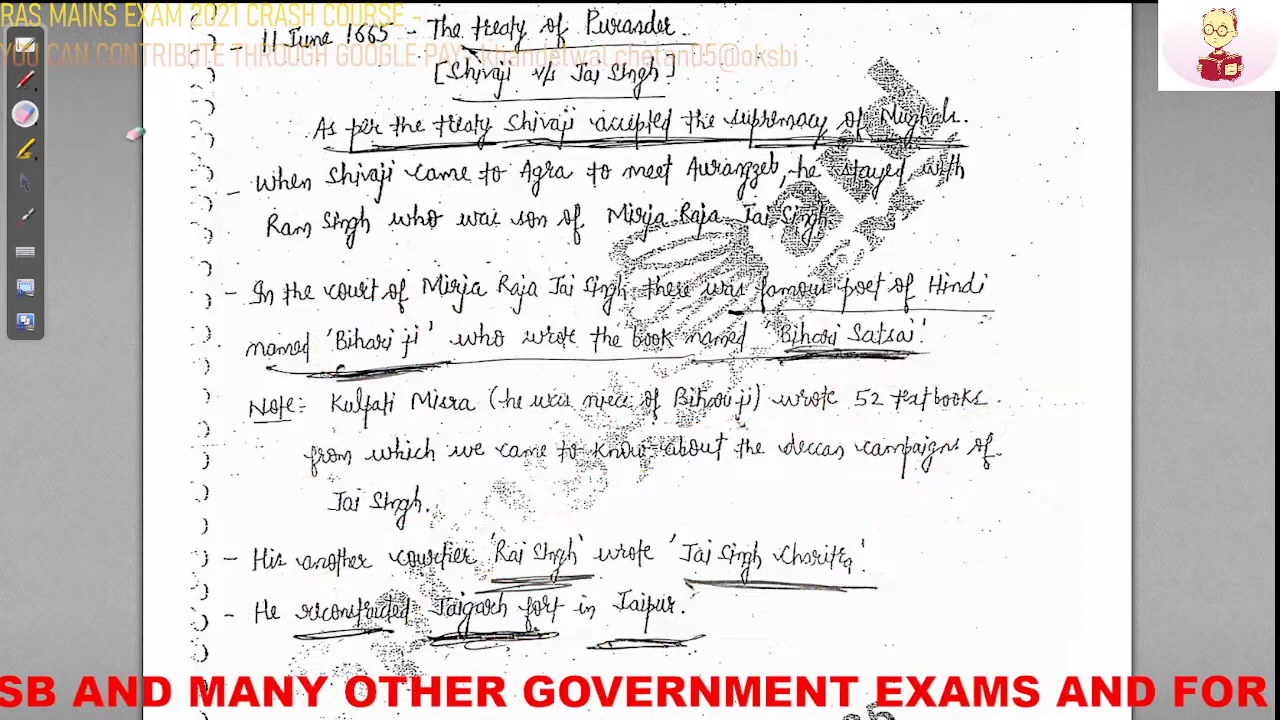 RAS MAINS EXAM 2021 CRASH COURSE -
YOU CAN CONTRIBUTE THROUGH GOOGLE PAY - khandelwal.chetan05@oksbi
11 June 1665 - The treaty of Purander.
[Shivaji v/s Jai Singh]
As per the treaty Shivaji accepted the supremacy of Mughals.
- When Shivaji came to Agra to meet Aurangzeb, he stayed with
Ram Singh who was son of Mirja Raja Jai Singh.
- In the court of Mirja Raja Jai Singh there was famous poet of Hindi
named 'Bihari ji' who wrote the book named 'Bihari Satsai'.
Note:- Kulpati Misra (he was niece of Bihari ji) wrote 52 textbooks
from which we came to know about the deccan campaigns of
Jai Singh.
- His another courtier 'Rai Singh' wrote 'Jai Singh Charitra'.
- He reconstructed Jaigarh fort in Jaipur.
SB AND MANY OTHER GOVERNMENT EXAMS AND FOR